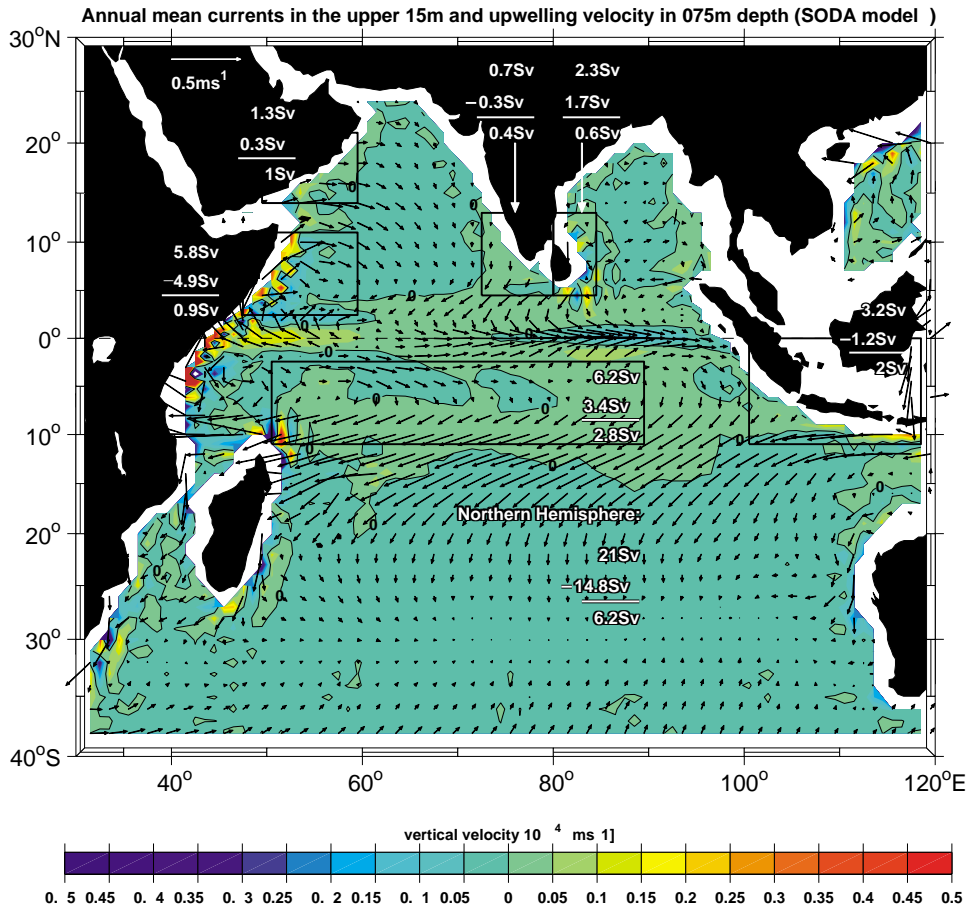 Annual mean currents in the upper 15m and upwelling velocity in 075m depth (SODA model )
30°N
20°
10°
0°
10°
20°
30°
40°S
40°
60°
80°
100°
120°E
0.5ms1
1.3Sv
0.3Sv
1Sv
0.7Sv
−0.3Sv
0.4Sv
2.3Sv
1.7Sv
0.6Sv
5.8Sv
−4.9Sv
0.9Sv
3.2Sv
−1.2Sv
2Sv
6.2Sv
3.4Sv
2.8Sv
Northern Hemisphere:
21Sv
−14.8Sv
6.2Sv
0
0
0
0
0
0
0
0
0
0
0
0
0
0
vertical velocity 10 4 ms 1]
0. 5 0.45 0. 4 0.35 0. 3 0.25 0. 2 0.15 0. 1 0.05 0 0.05 0.1 0.15 0.2 0.25 0.3 0.35 0.4 0.45 0.5